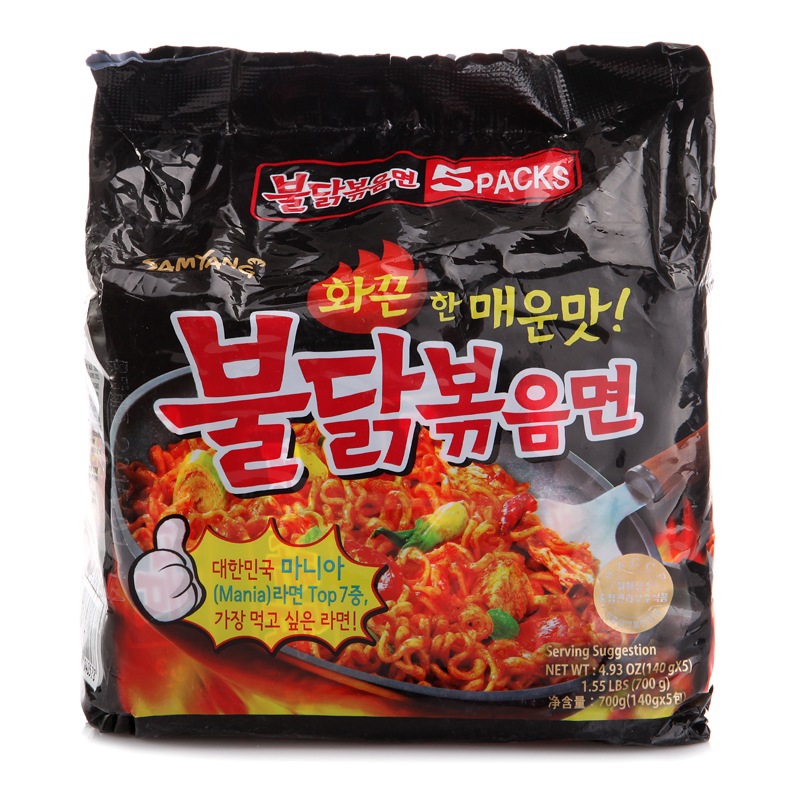 불닭볶음면 5PACKS
SAMYANG
화끈한 매운맛!
불닭볶음면
대한민국 마니아
(Mania)라면 Top 7중,
가장 먹고 싶은 라면!
Serving Suggestion
NET WT : 4.93 OZ(140 gX5)
1.55 LBS (700 g)
净含量：700g(140gx5包)